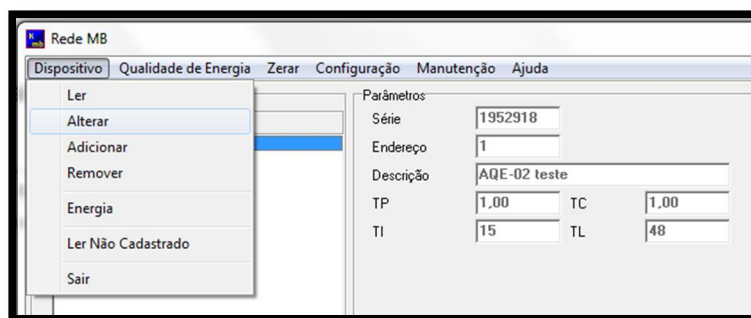 Rede MB
Dispositivo Qualidade de Energia Zerar Configuração Manutenção Ajuda
Ler
Alterar
Adicionar
Remover
Energia
Ler Não Cadastrado
Sair
Parâmetros
Série 1952918
Endereço 1
Descrição AQE-02 teste
TP 1,00 TC 1,00
TI 15 TL 48